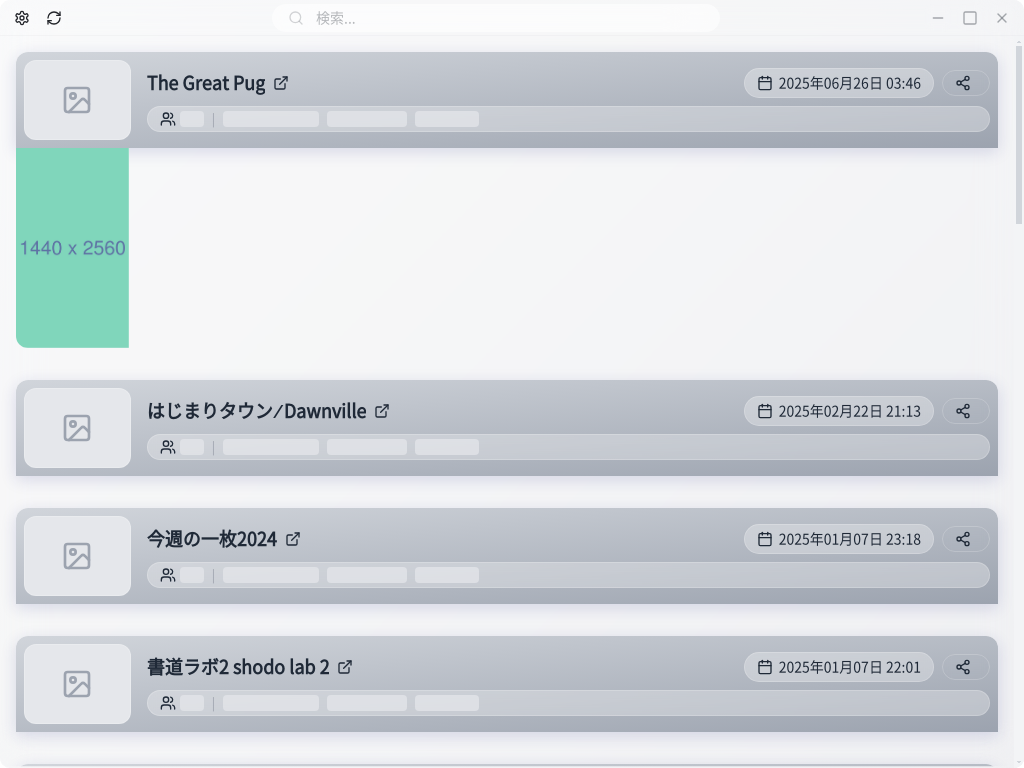 検索...
The Great Pug
2025年06月26日 03:46
1440 x 2560
はじまりタウン⁄Dawnville
2025年02月22日 21:13
今週の一枚2024
2025年01月07日 23:18
書道ラボ2 shodo lab 2
2025年01月07日 22:01